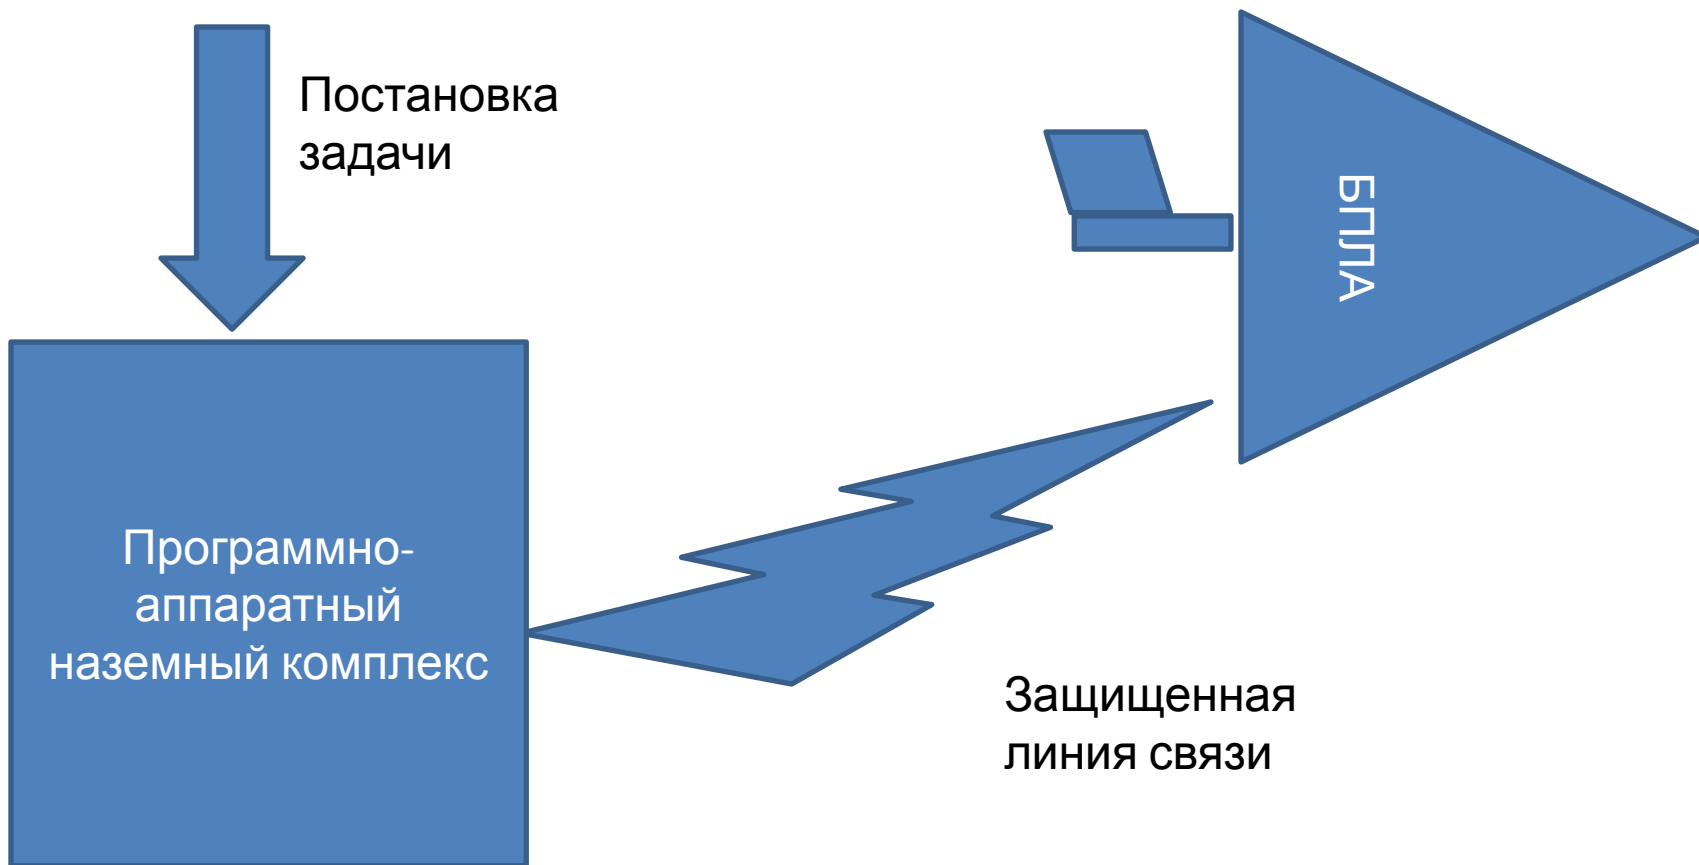 Постановка
задачи
БПЛА
Программно-
аппаратный
наземный комплекс
Защищенная
линия связи